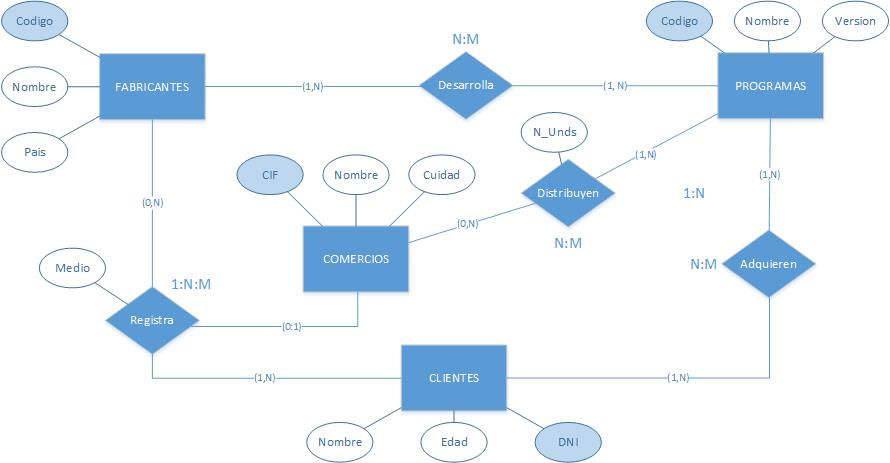 Codigo
Codigo
Nombre
Version
N:M
FABRICANTES
Desarrolla
PROGRAMAS
Nombre
(1,N)
(1, N)
Pais
N_Unds
(1,N)
CIF
Nombre
Cuidad
(1,N)
Distribuyen
1:N
(0,N)
(0,N)
N:M
COMERCIOS
Medio
1:N:M
N:M
Adquieren
Registra
(0:1)
(1,N)
CLIENTES
(1,N)
Nombre
Edad
DNI